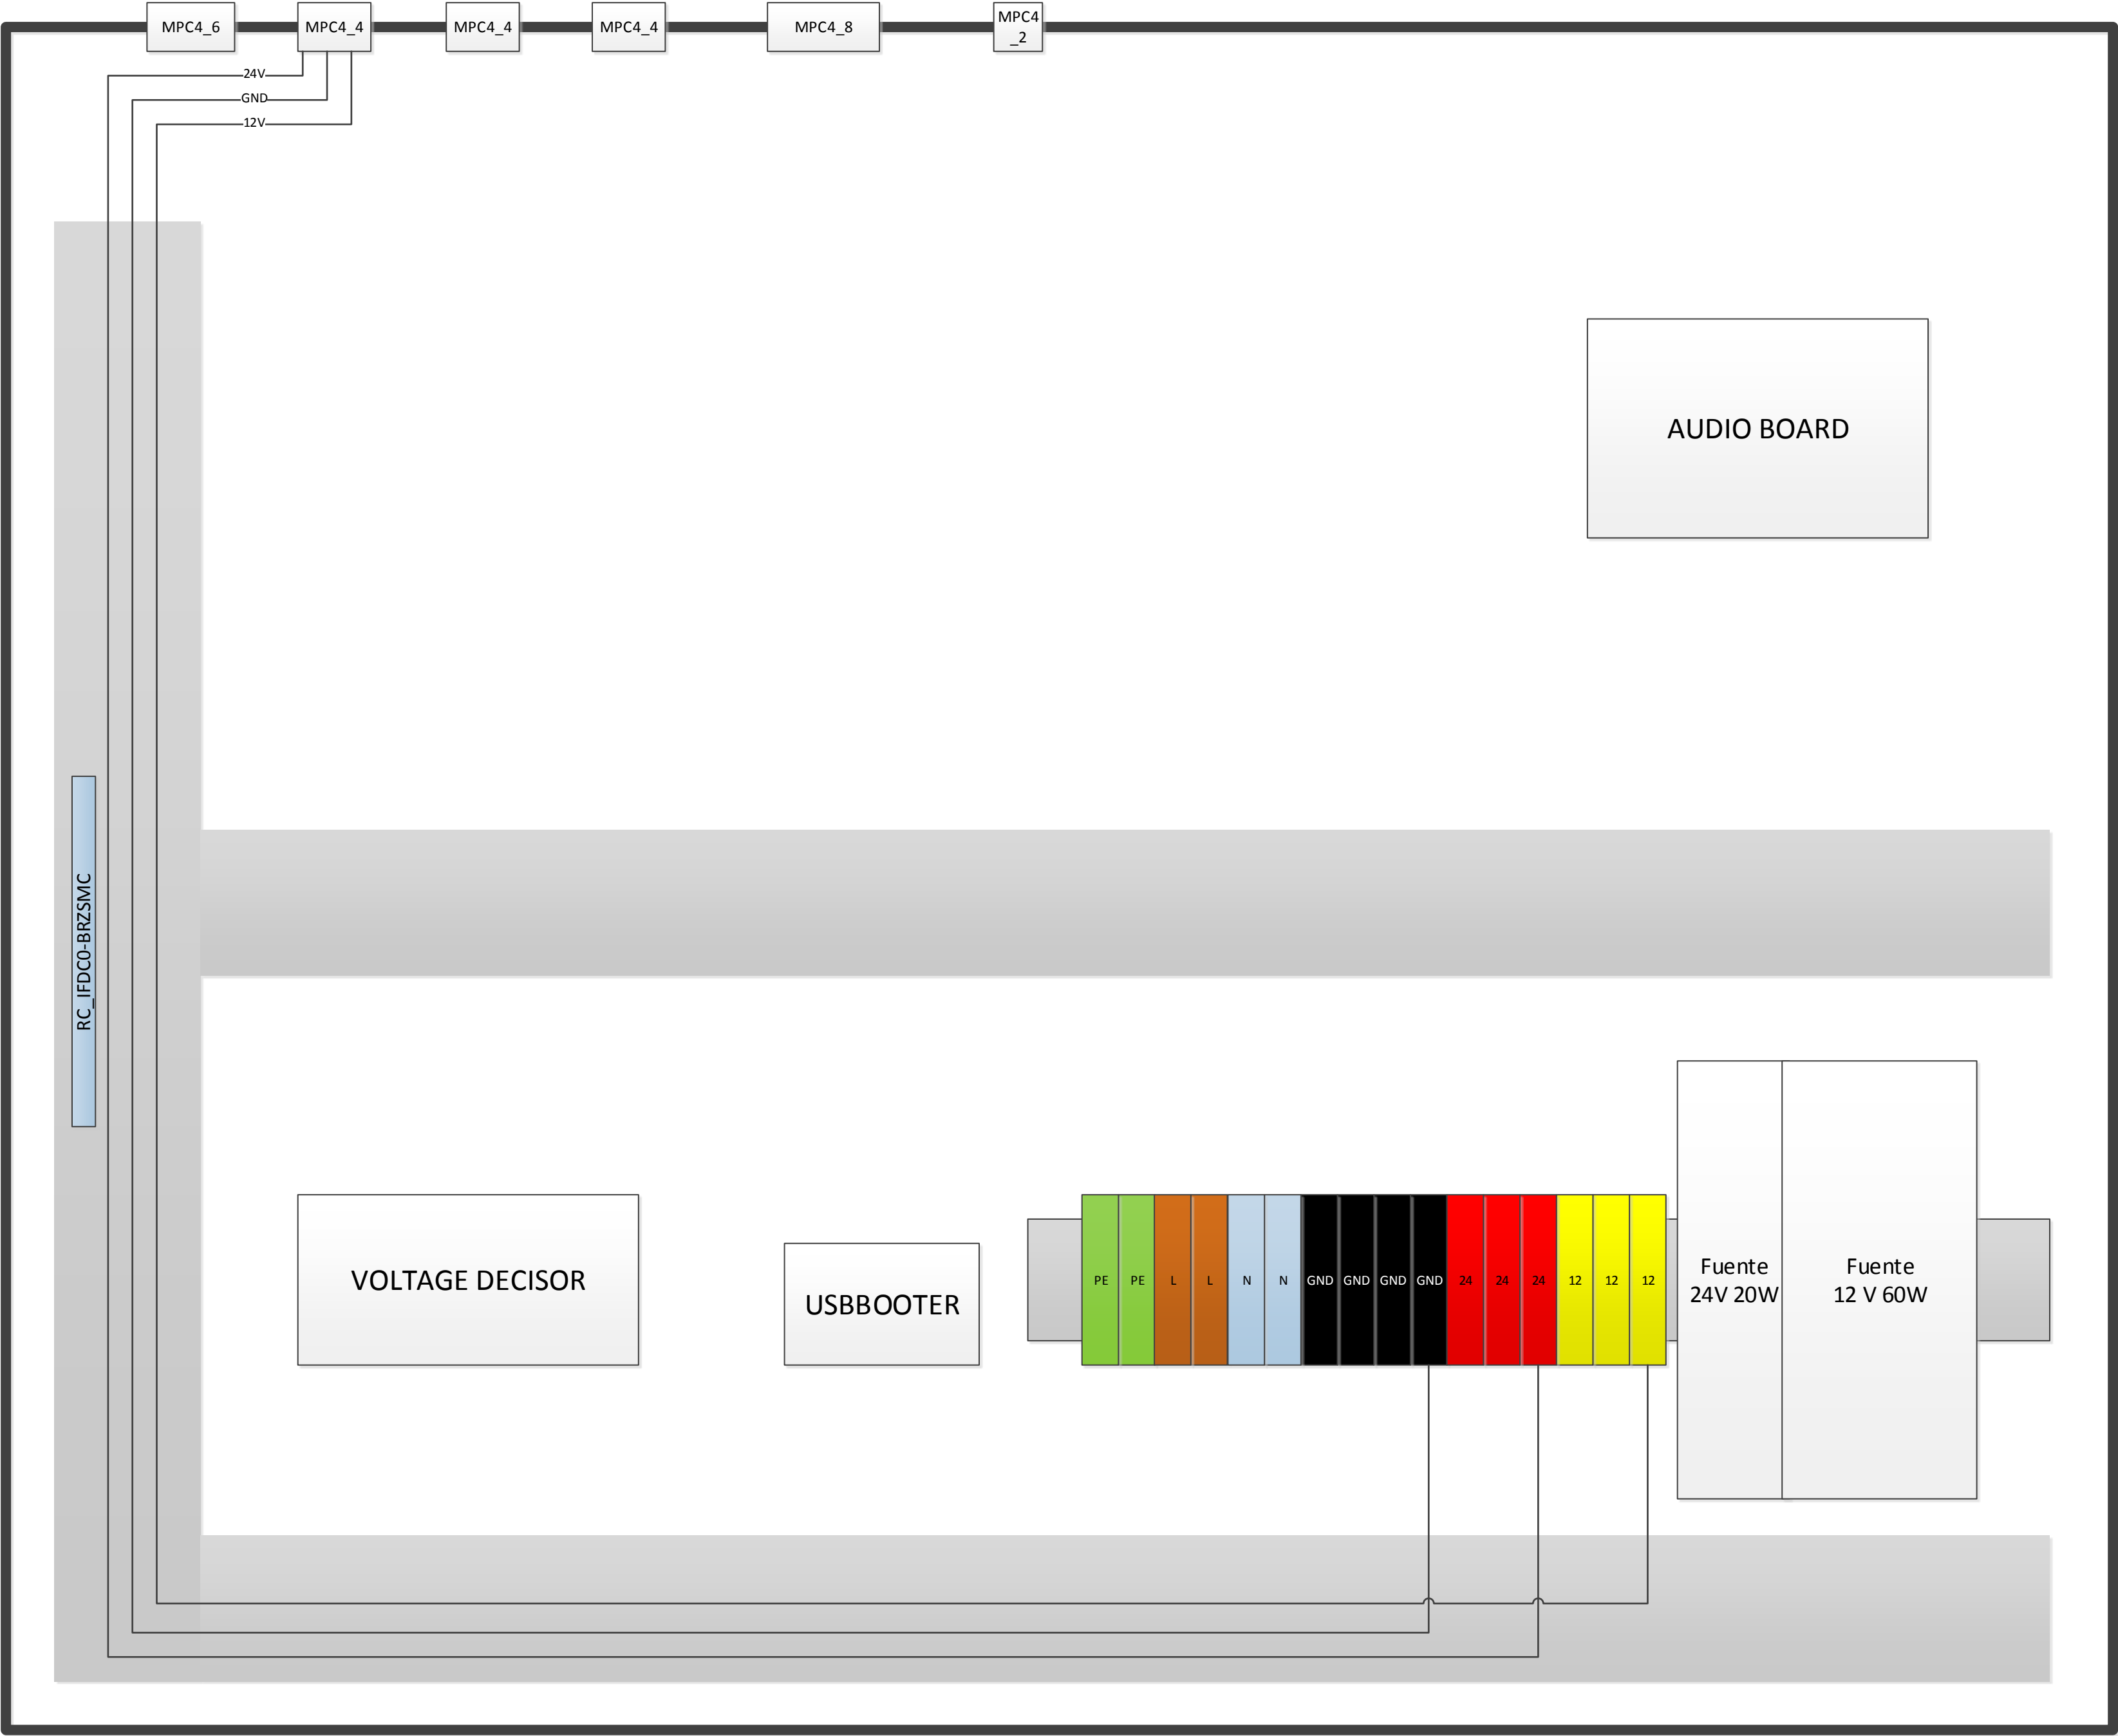 MPC4_6
MPC4_4
MPC4_4
MPC4_4
MPC4_8
MPC4
_2
24V
GND
12V
AUDIO BOARD
RC_IFDC0-BRZSMC
VOLTAGE DECISOR
USBBOOTER
PE
PE
L
L
N
N
GND
GND
GND
GND
24
24
24
12
12
12
Fuente
24V 20W
Fuente
12 V 60W